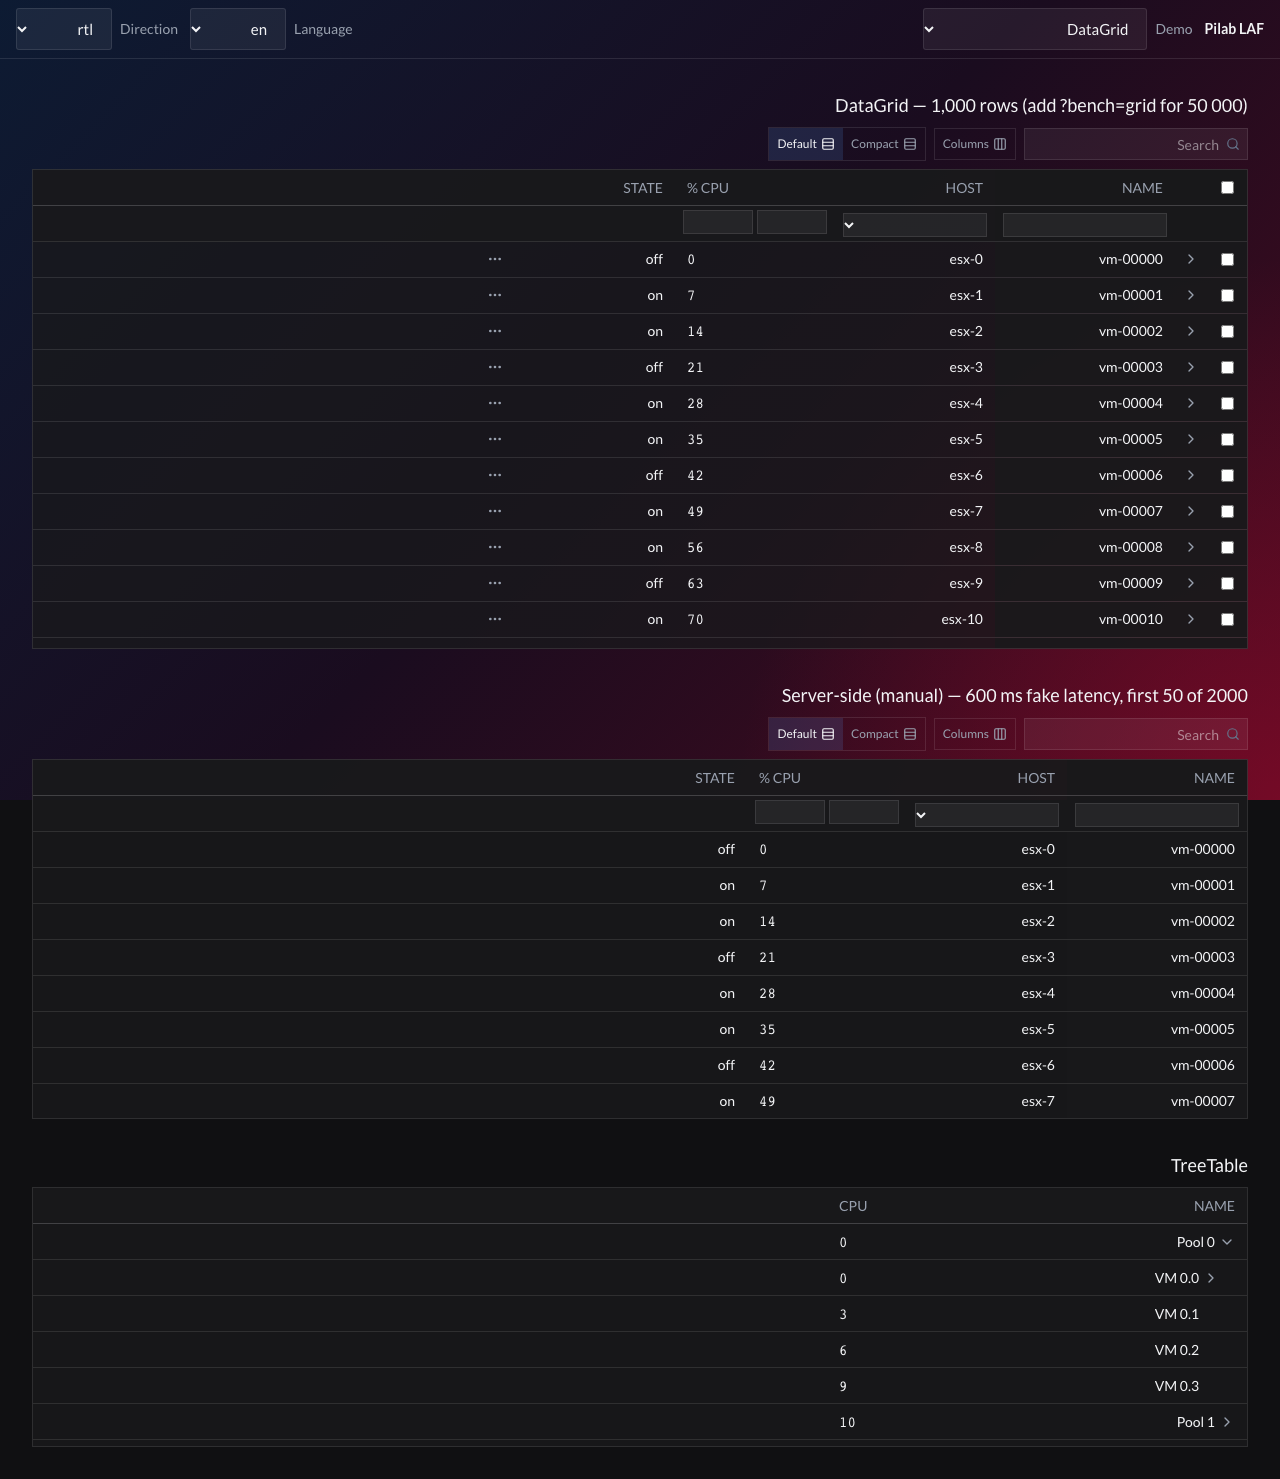 Pilab LAF Demo DataGrid Language en Direction rtl
DataGrid — 1,000 rows (add ?bench=grid for 50 000)
Search Columns Compact Default
NAME HOST % CPU STATE
vm-00000 esx-0 0 off ···
vm-00001 esx-1 7 on ···
vm-00002 esx-2 14 on ···
vm-00003 esx-3 21 off ···
vm-00004 esx-4 28 on ···
vm-00005 esx-5 35 on ···
vm-00006 esx-6 42 off ···
vm-00007 esx-7 49 on ···
vm-00008 esx-8 56 on ···
vm-00009 esx-9 63 off ···
vm-00010 esx-10 70 on ···
Server-side (manual) — 600 ms fake latency, first 50 of 2000
Search Columns Compact Default
NAME HOST % CPU STATE
vm-00000 esx-0 0 off
vm-00001 esx-1 7 on
vm-00002 esx-2 14 on
vm-00003 esx-3 21 off
vm-00004 esx-4 28 on
vm-00005 esx-5 35 on
vm-00006 esx-6 42 off
vm-00007 esx-7 49 on
TreeTable
NAME CPU
Pool 0 0
VM 0.0 0
VM 0.1 3
VM 0.2 6
VM 0.3 9
Pool 1 10